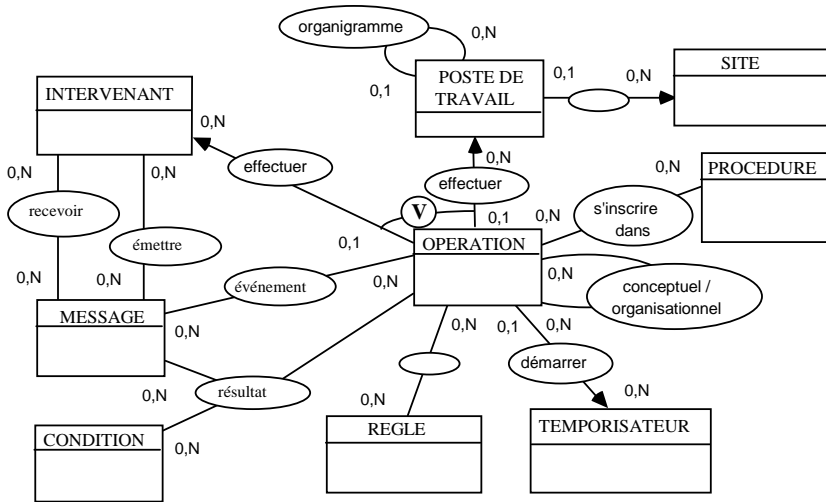 organigramme
0,N
0,1
POSTE DE
TRAVAIL
0,1
0,N
SITE
INTERVENANT
0,N
effectuer
0,N
effectuer
0,N
PROCEDURE
0,N
0,N
recevoir
émettre
V
0,1
0,1
0,N
s'inscrire
dans
OPERATION
0,N
0,N
événement
0,N
0,N
conceptuel /
organisationnel
MESSAGE
0,N
0,N
0,1
0,N
démarrer
0,N
résultat
0,N
0,N
CONDITION
0,N
REGLE
TEMPORISATEUR